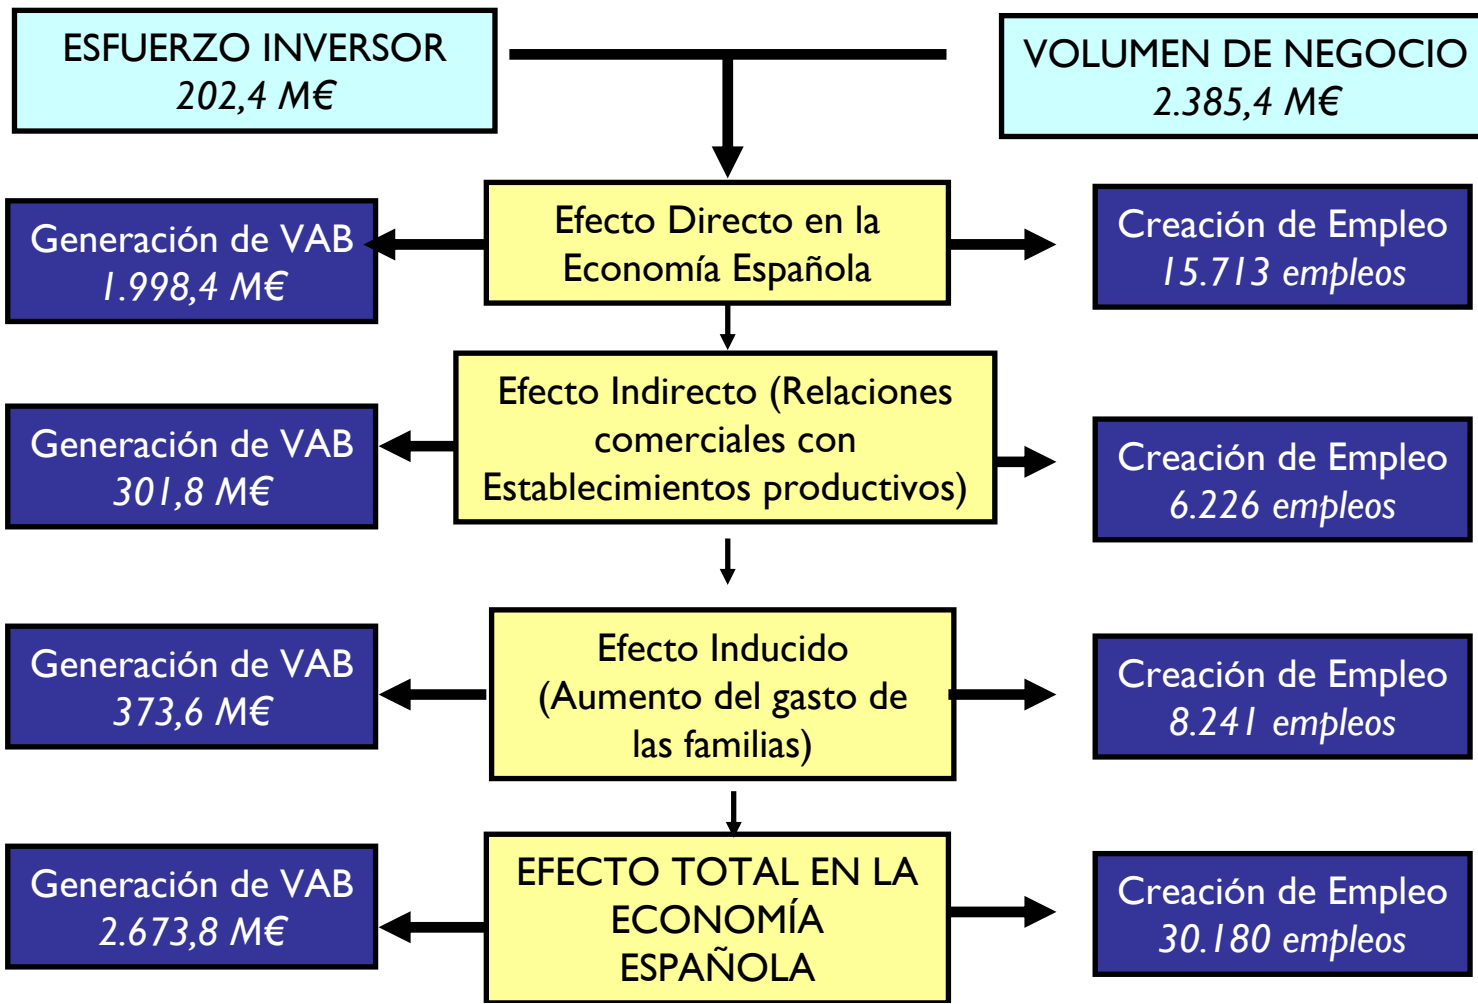 ESFUERZO INVERSOR
202,4 M€
VOLUMEN DE NEGOCIO
2.385,4 M€
Generación de VAB
1.998,4 M€
Efecto Directo en la
Economía Española
Creación de Empleo
15.713 empleos
Generación de VAB
301,8 M€
Efecto Indirecto (Relaciones
comerciales con
Establecimientos productivos)
Creación de Empleo
6.226 empleos
Generación de VAB
373,6 M€
Efecto Inducido
(Aumento del gasto de
las familias)
Creación de Empleo
8.241 empleos
Generación de VAB
2.673,8 M€
EFECTO TOTAL EN LA
ECONOMÍA
ESPAÑOLA
Creación de Empleo
30.180 empleos